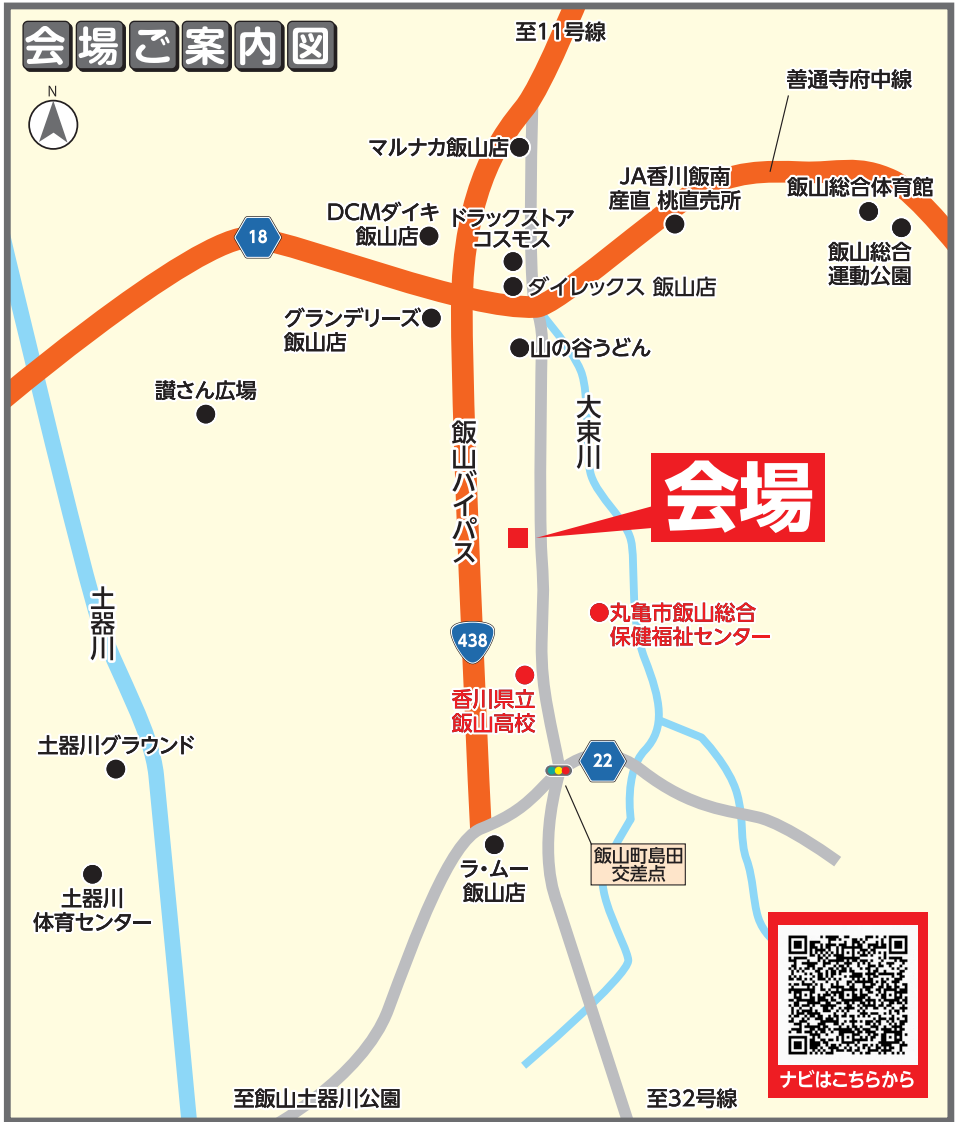 会場ご案内図
N
至11号線
善通寺府中線
マルナカ飯山店
JA香川飯南
産直 桃直売所
飯山総合体育館
DCMダイキ
飯山店
ドラックストア
コスモス
18
飯山総合
運動公園
ダイレックス 飯山店
グランデリーズ
飯山店
山の谷うどん
讃さん広場
大束川
飯山バイパス
会場
土器川
丸亀市飯山総合
保健福祉センター
438
香川県立
飯山高校
土器川グラウンド
22
飯山町島田
交差点
ラ・ムー
飯山店
土器川
体育センター
ナビはこちらから
至飯山土器川公園
至32号線